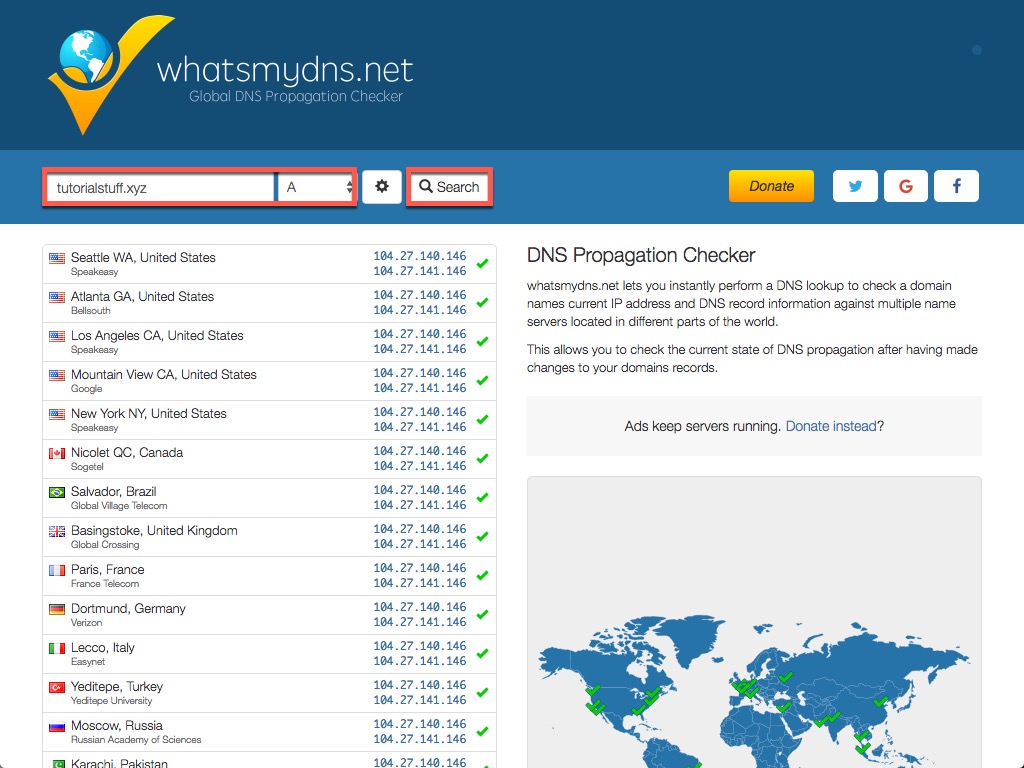 whatsmydns.net
Global DNS Propagation Checker
tutorialstuff.xyz
A
Search
Donate
G
f
Seattle WA, United States
Speakeasy
104.27.140.146
104.27.141.146
Atlanta GA, United States
Bellsouth
104.27.140.146
104.27.141.146
Los Angeles CA, United States
Speakeasy
104.27.140.146
104.27.141.146
Mountain View CA, United States
Google
104.27.140.146
104.27.141.146
New York NY, United States
Speakeasy
104.27.140.146
104.27.141.146
Nicolet QC, Canada
Sogetel
104.27.140.146
104.27.141.146
Salvador, Brazil
Global Village Telecom
104.27.140.146
104.27.141.146
Basingstoke, United Kingdom
Global Crossing
104.27.140.146
104.27.141.146
Paris, France
France Telecom
104.27.140.146
104.27.141.146
Dortmund, Germany
Verizon
104.27.140.146
104.27.141.146
Lecco, Italy
Easynet
104.27.140.146
104.27.141.146
Yeditepe, Turkey
Yeditepe University
104.27.140.146
104.27.141.146
Moscow, Russia
Russian Academy of Sciences
104.27.140.146
104.27.141.146
Karachi, Pakistan
104.27.140.146
DNS Propagation Checker
whatsmydns.net lets you instantly perform a DNS lookup to check a domain
names current IP address and DNS record information against multiple name
servers located in different parts of the world.
This allows you to check the current state of DNS propagation after having made
changes to your domains records.
Ads keep servers running. Donate instead?